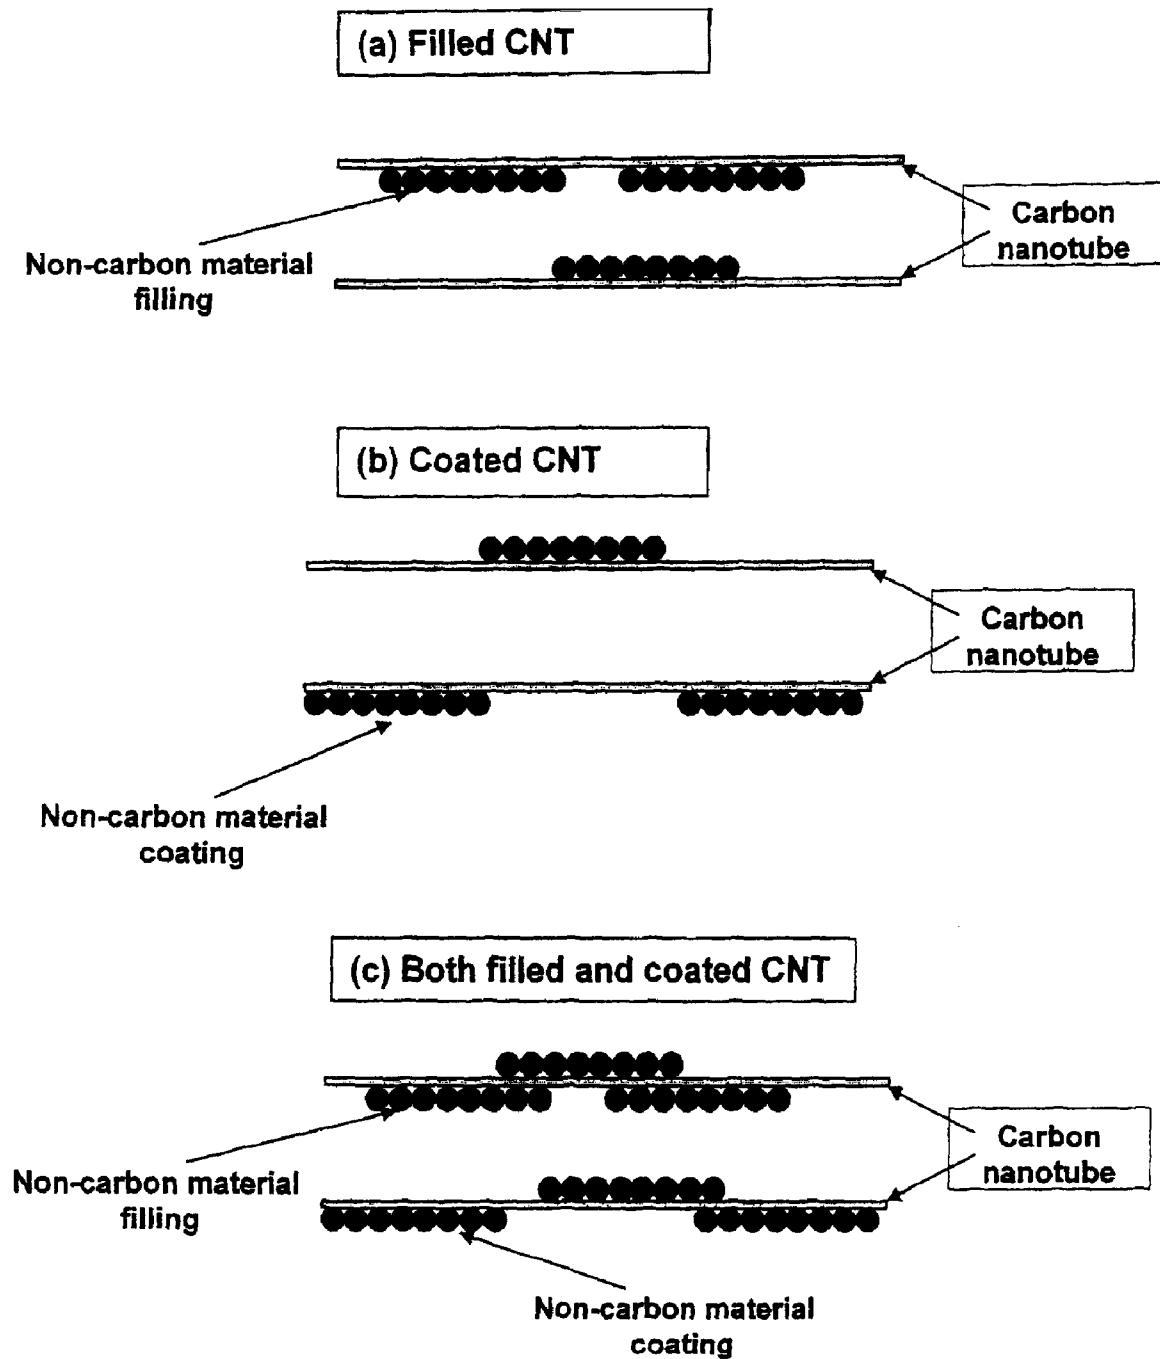 (a) Filled CNT
Non-carbon material
filling
Carbon
nanotube
(b) Coated CNT
Carbon
nanotube
Non-carbon material
coating
(c) Both filled and coated CNT
Non-carbon material
filling
Carbon
nanotube
Non-carbon material
coating